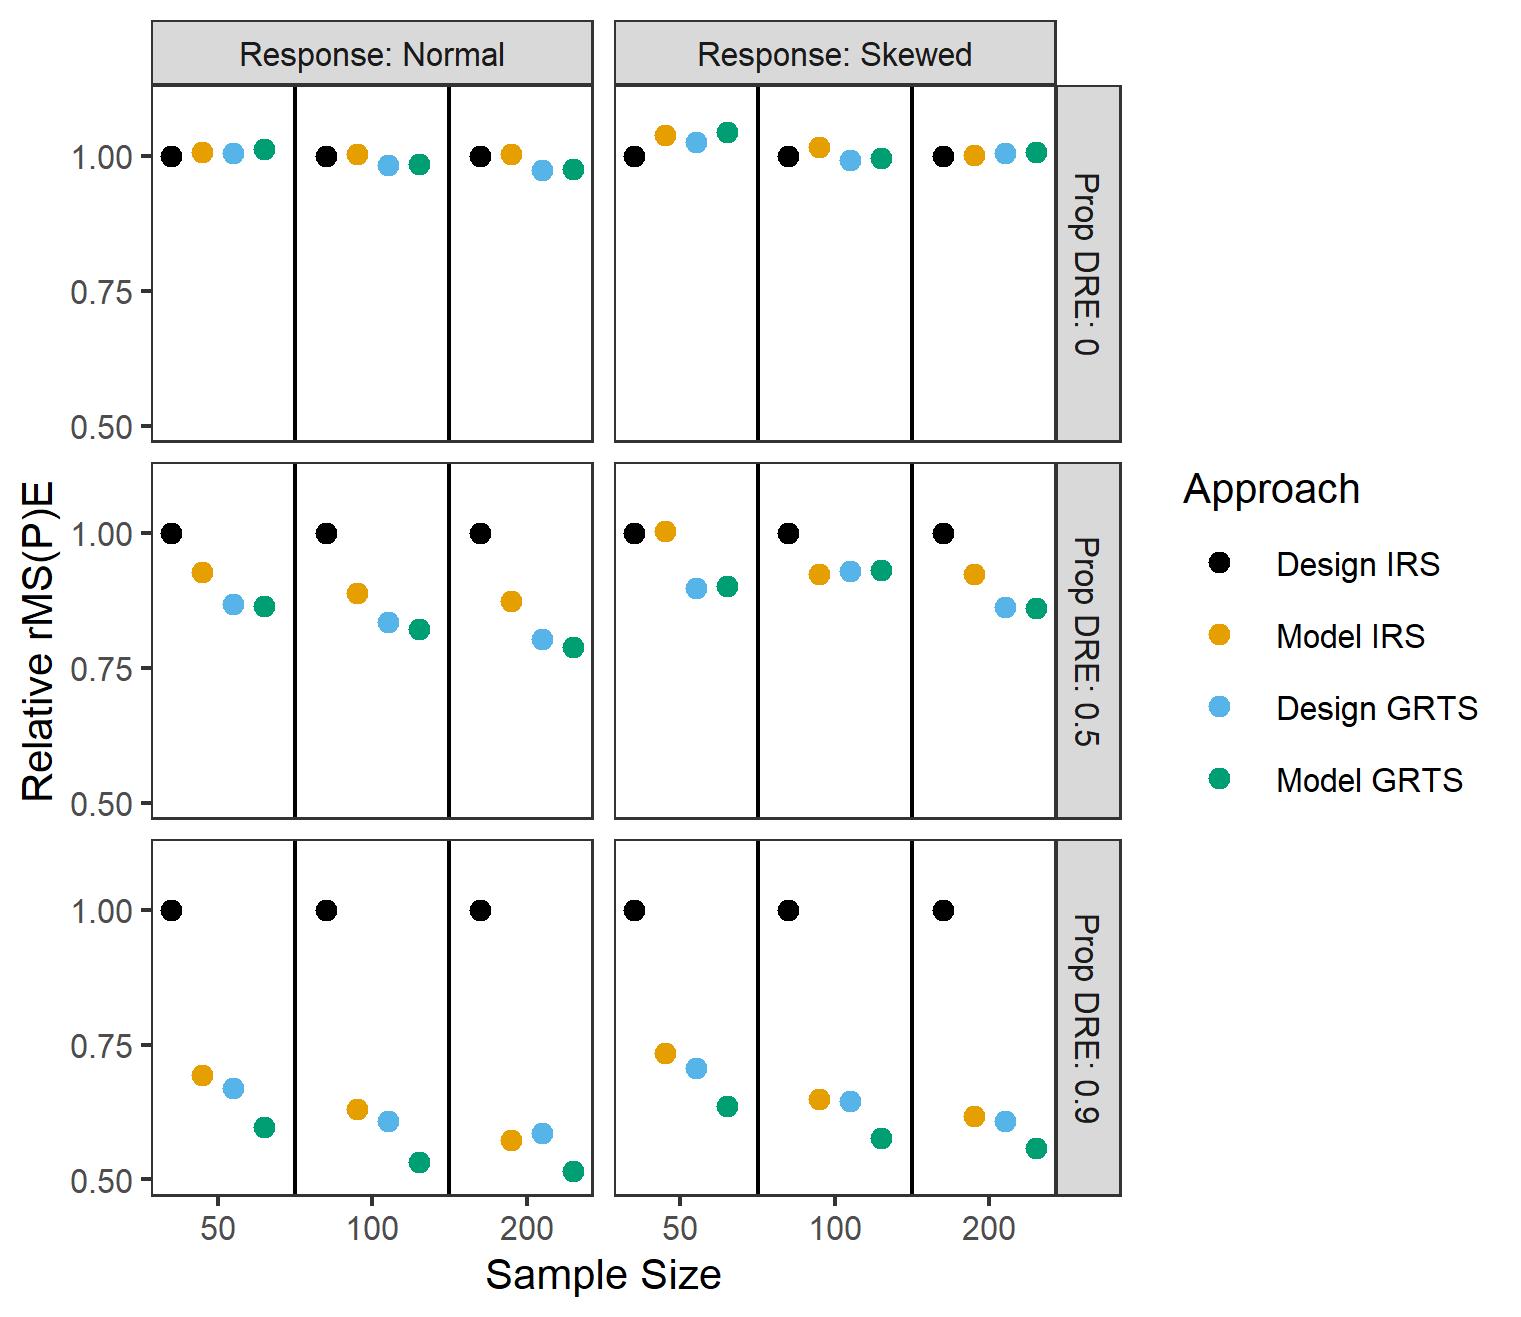 Response: Normal
Response: Skewed
1.00
0.75
0.50
Prop DRE: 0
1.00
0.75
0.50
Prop DRE: 0.5
1.00
0.75
0.50
Prop DRE: 0.9
Relative rMS(P)E
50 100 200
50 100 200
Sample Size
Approach
Design IRS
Model IRS
Design GRTS
Model GRTS